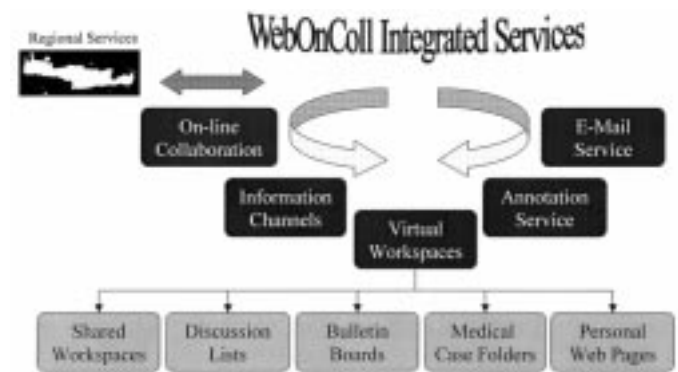 Regional Services
WebOnColl Integrated Services
On-line
Collaboration
E-Mail
Service
Information
Channels
Annotation
Service
Virtual
Workspaces
Shared
Workspaces
Discussion
Lists
Bulletin
Boards
Medical
Case Folders
Personal
Web Pages